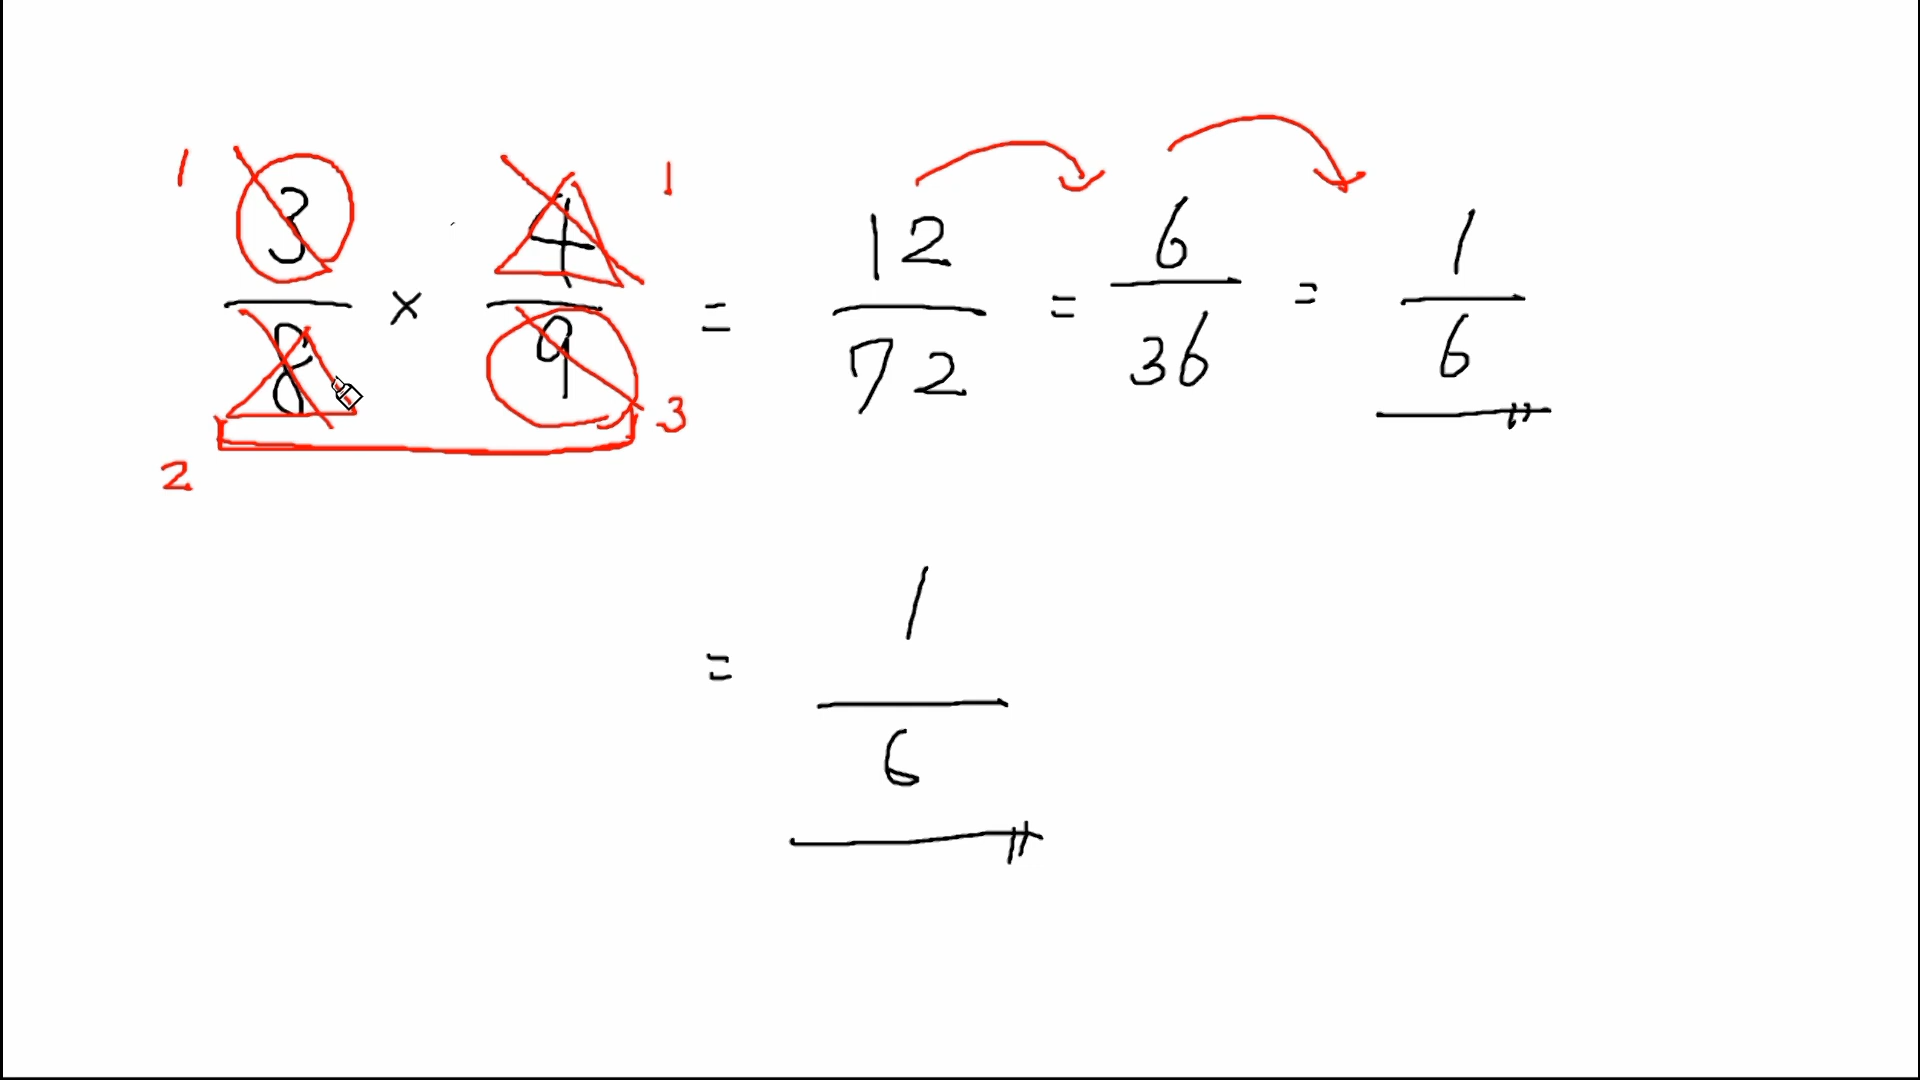 1 3/8 × 4/9 1 = 12/72 = 6/36 = 1/6
2 3
= 1/6